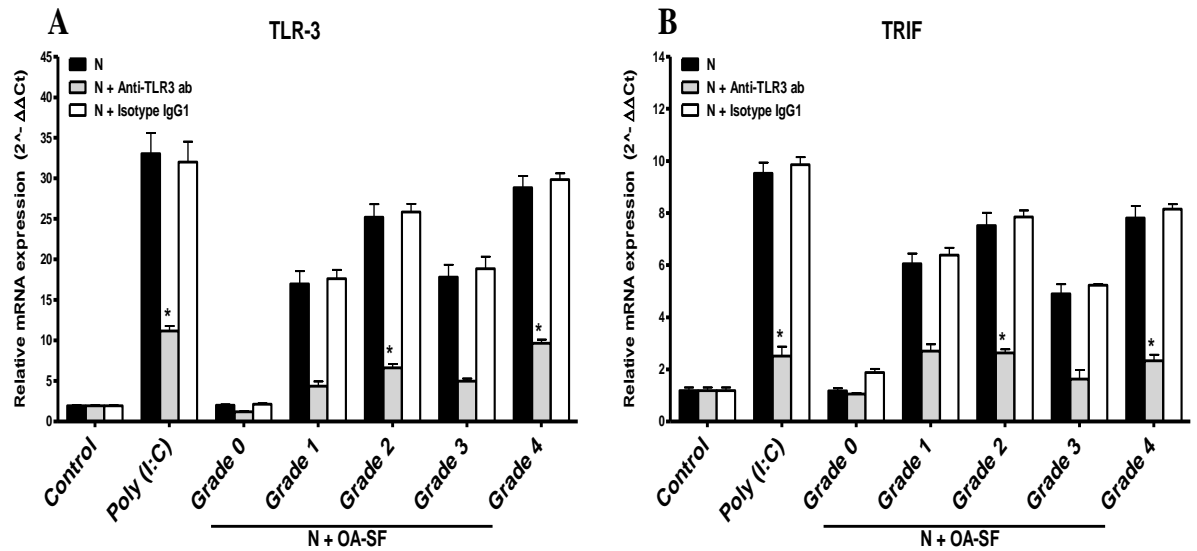 A
TLR-3
Relative mRNA expression (2^- ΔΔCt)
45
40
35
30
25
20
15
10
5
0
N
N + Anti-TLR3 ab
N + Isotype IgG1
*
*
*
Control
Poly (I:C)
Grade 0
Grade 1
Grade 2
Grade 3
Grade 4
N + OA-SF
B
TRIF
Relative mRNA expression (2^- ΔΔCt)
14
12
10
8
6
4
2
0
N
N + Anti-TLR3 ab
N + Isotype IgG1
*
*
*
Control
Poly (I:C)
Grade 0
Grade 1
Grade 2
Grade 3
Grade 4
N + OA-SF